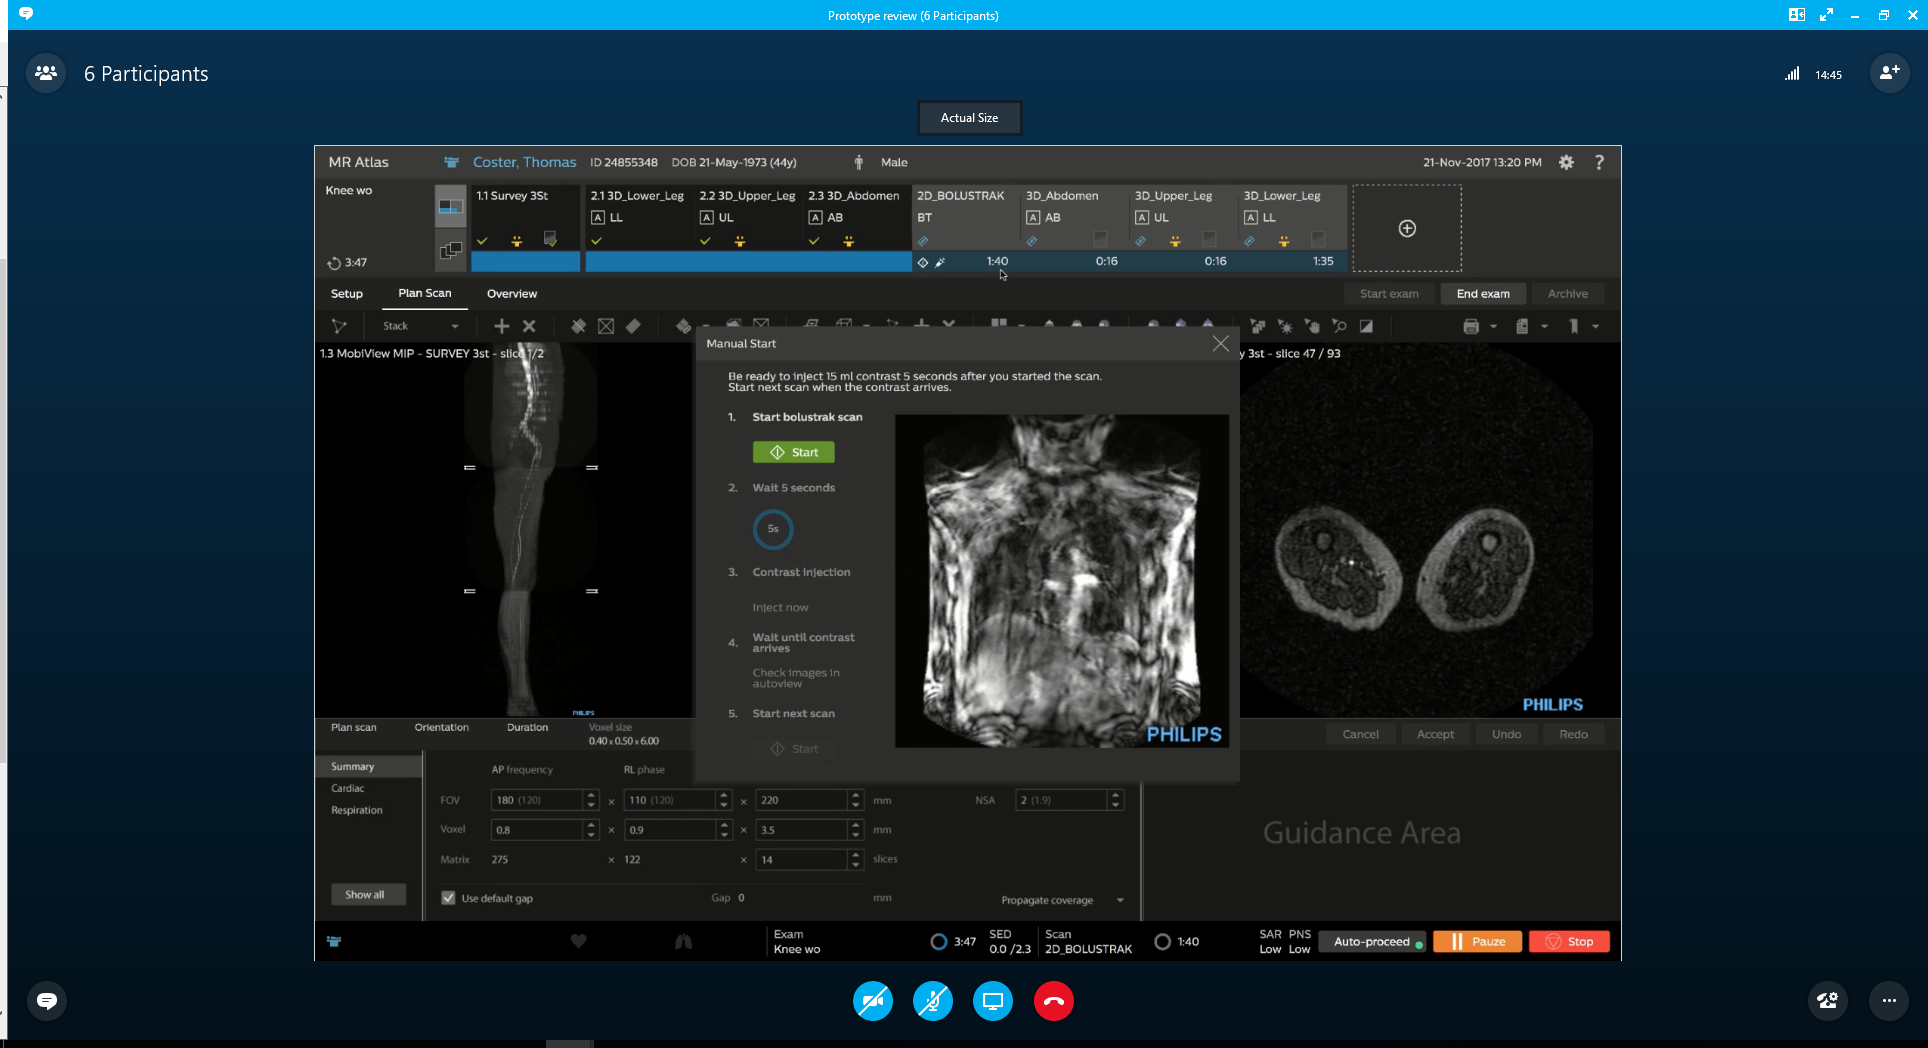 Prototype review (6 Participants)
6 Participants
14:45
Actual Size
MR Atlas
Coster, Thomas ID 24855348 DOB 21-May-1973 (44y) Male
21-Nov-2017 13:20 PM
?
Knee wo
3:47
1.1 Survey 3St
2.1 3D_Lower_Leg
A LL
2.2 3D_Upper_Leg
A UL
2.3 3D_Abdomen
A AB
2D_BOLUSTRAK
BT
1:40
3D_Abdomen
A AB
0:16
3D_Upper_Leg
A UL
0:16
3D_Lower_Leg
A LL
1:35
Setup Plan Scan Overview
Start exam End exam Archive
Stack
1.3 MobiView MIP - SURVEY 3st - slice 1/2
PHILIPS
Manual Start
Be ready to inject 15 ml contrast 5 seconds after you started the scan.
Start next scan when the contrast arrives.
1. Start bolustrak scan
Start
2. Wait 5 seconds
5s
3. Contrast injection
Inject now
4. Wait until contrast
arrives
Check images in
autoview
5. Start next scan
Start
PHILIPS
y 3st - slice 47 / 93
PHILIPS
Plan scan Orientation Duration Voxel size
0.40 x 0.50 x 6.00
Cancel Accept Undo Redo
Summary
Cardiac
Respiration
Show all
AP frequency RL phase
FOV 180 (120) × 110 (120) × 220 mm NSA 2 (1.9)
Voxel 0.8 × 0.9 × 3.5 mm
Matrix 275 × 122 × 14 slices
Use default gap Gap 0 mm Propagate coverage
Guidance Area
Exam
Knee wo
3:47
SED
0.0 /2.3
Scan
2D_BOLUSTRAK
1:40
SAR PNS
Low Low
Auto-proceed Pauze Stop